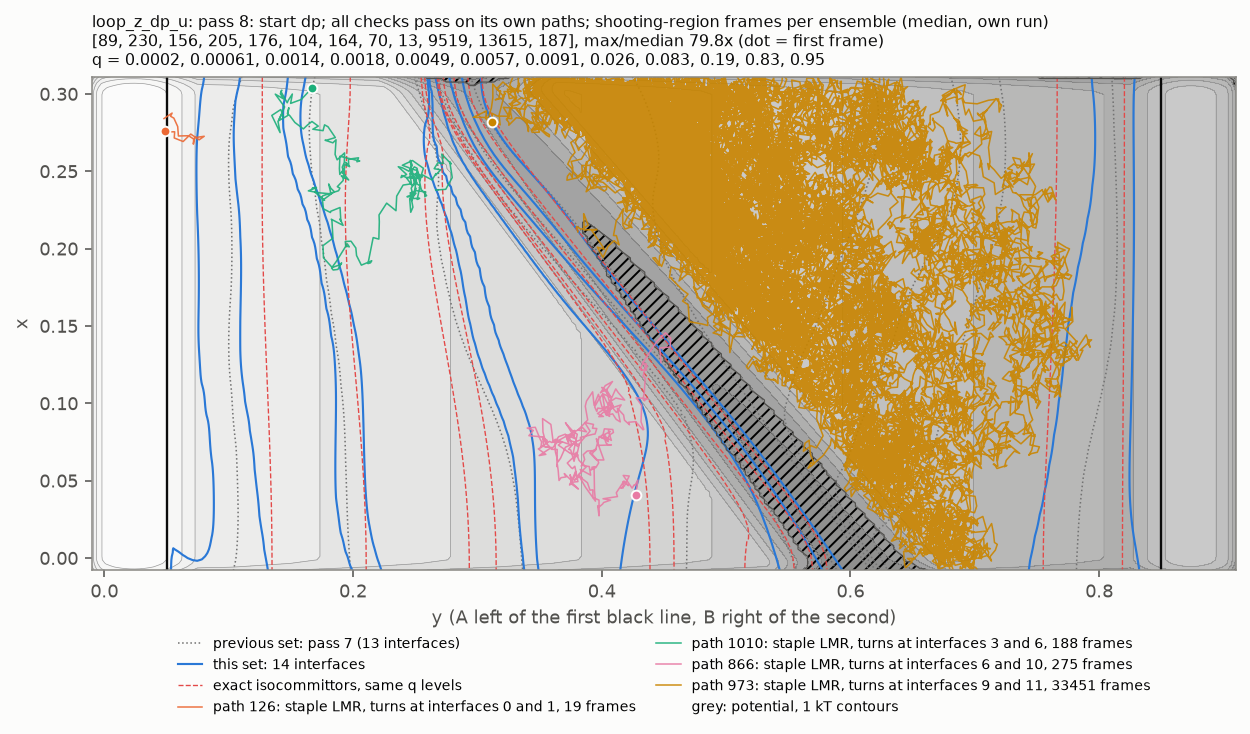 loop_z_dp_u: pass 8: start dp; all checks pass on its own paths; shooting-region frames per ensemble (median, own run)
[89, 230, 156, 205, 176, 104, 164, 70, 13, 9519, 13615, 187], max/median 79.8x (dot = first frame)
q = 0.0002, 0.00061, 0.0014, 0.0018, 0.0049, 0.0057, 0.0091, 0.026, 0.083, 0.19, 0.83, 0.95
0.30
0.25
0.20
0.15
0.10
0.05
0.00
x
0.0
0.2
0.4
0.6
0.8
y (A left of the first black line, B right of the second)
previous set: pass 7 (13 interfaces)
this set: 14 interfaces
exact isocommittors, same q levels
path 126: staple LMR, turns at interfaces 0 and 1, 19 frames
path 1010: staple LMR, turns at interfaces 3 and 6, 188 frames
path 866: staple LMR, turns at interfaces 6 and 10, 275 frames
path 973: staple LMR, turns at interfaces 9 and 11, 33451 frames
grey: potential, 1 kT contours